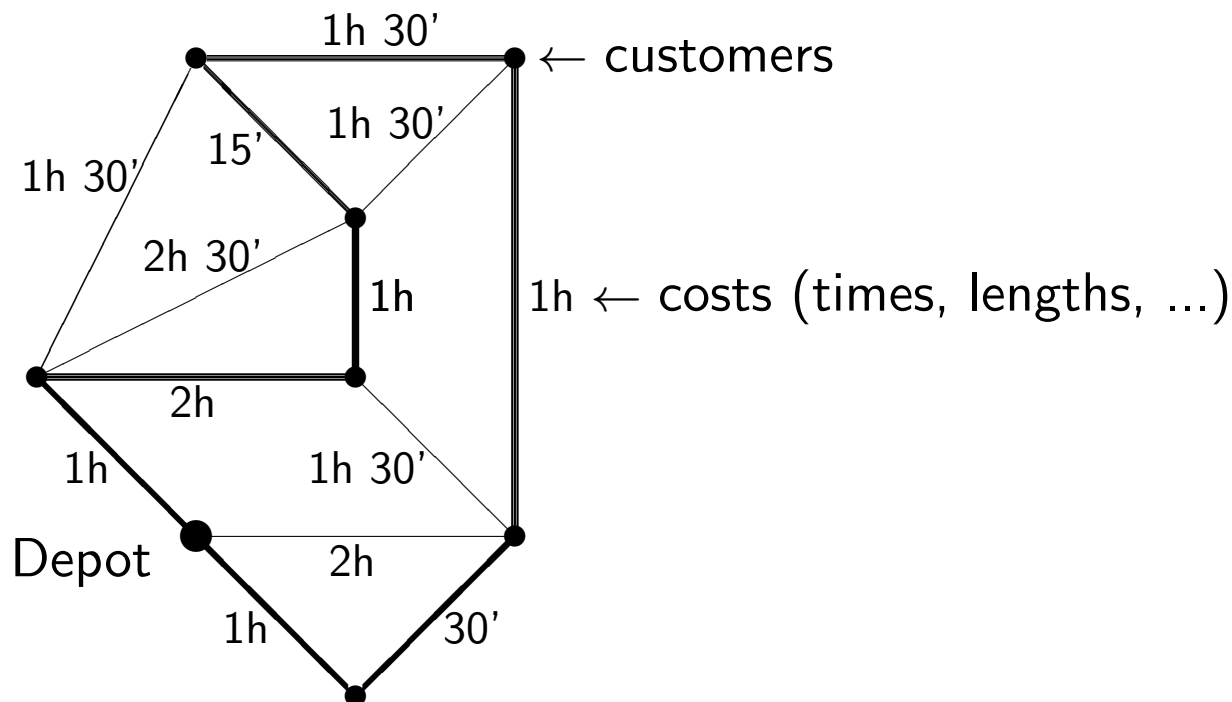 1h 30'
← customers
1h 30'
15'
1h 30'
2h 30'
1h
1h ← costs (times, lengths, ...)
2h
1h
1h 30'
Depot
2h
1h
30'